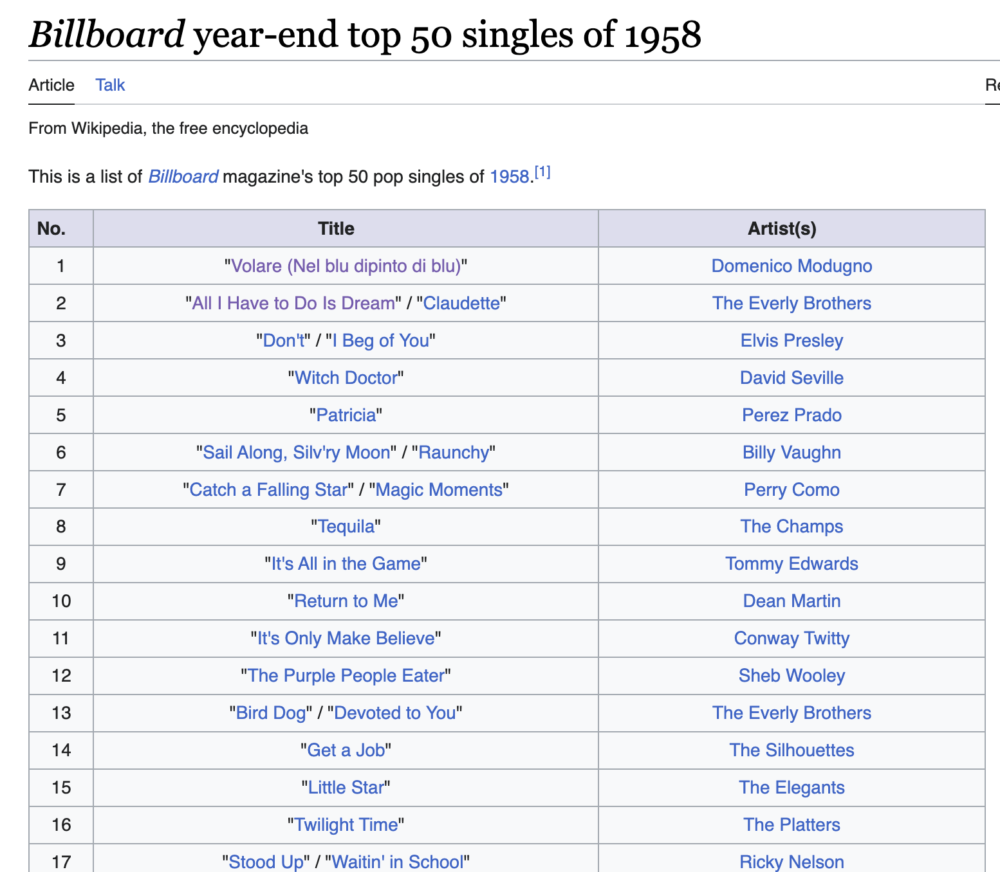 Billboard year-end top 50 singles of 1958
Article Talk Re
From Wikipedia, the free encyclopedia
This is a list of Billboard magazine's top 50 pop singles of 1958.[1]
No. Title Artist(s)
1 "Volare (Nel blu dipinto di blu)" Domenico Modugno
2 "All I Have to Do Is Dream" / "Claudette" The Everly Brothers
3 "Don't" / "I Beg of You" Elvis Presley
4 "Witch Doctor" David Seville
5 "Patricia" Perez Prado
6 "Sail Along, Silv'ry Moon" / "Raunchy" Billy Vaughn
7 "Catch a Falling Star" / "Magic Moments" Perry Como
8 "Tequila" The Champs
9 "It's All in the Game" Tommy Edwards
10 "Return to Me" Dean Martin
11 "It's Only Make Believe" Conway Twitty
12 "The Purple People Eater" Sheb Wooley
13 "Bird Dog" / "Devoted to You" The Everly Brothers
14 "Get a Job" The Silhouettes
15 "Little Star" The Elegants
16 "Twilight Time" The Platters
17 "Stood Up" / "Waitin' in School" Ricky Nelson